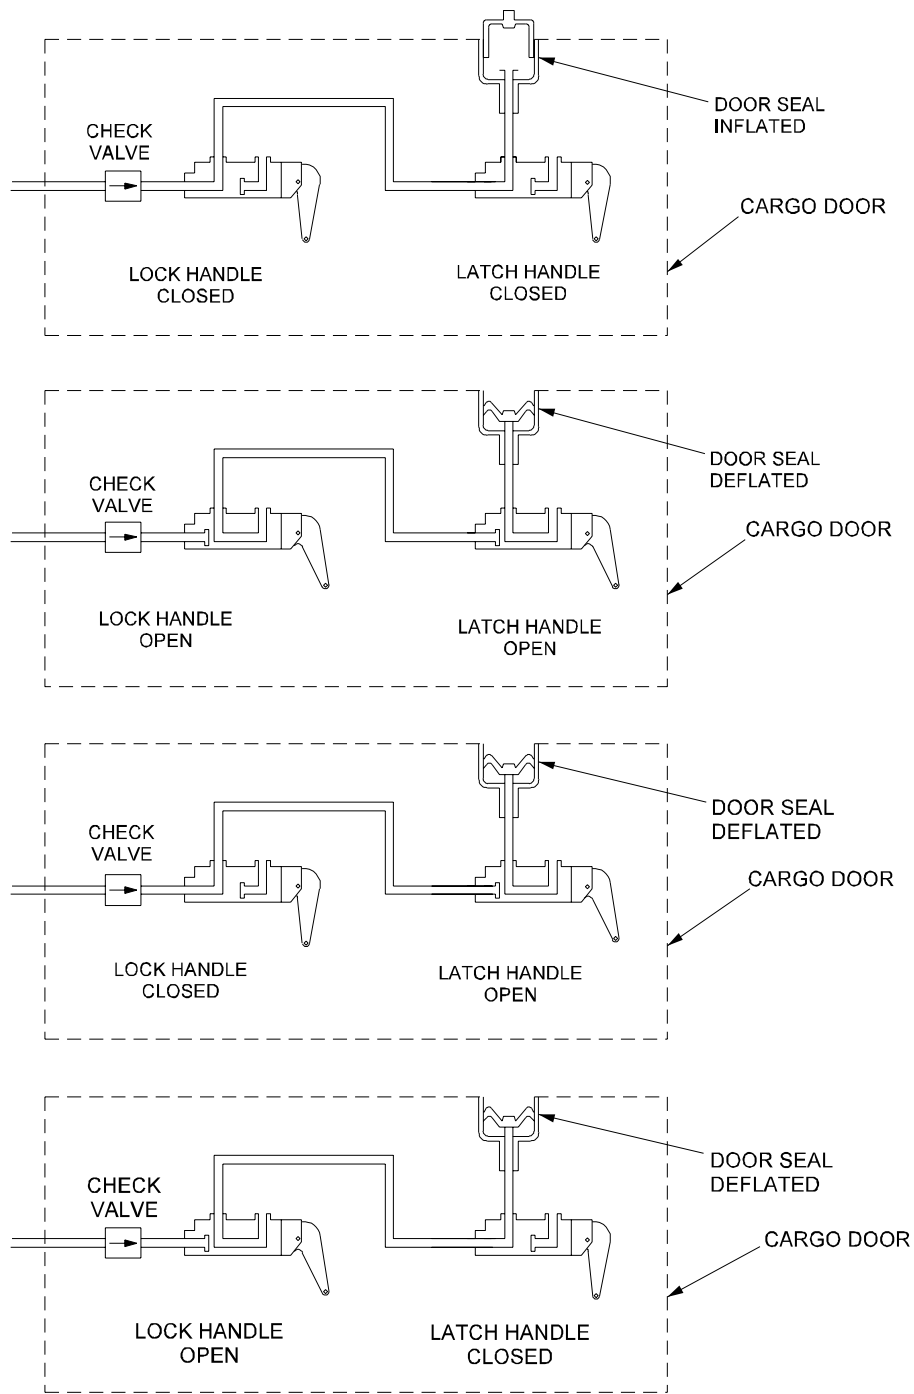 DOOR SEAL
INFLATED
CHECK
VALVE
CARGO DOOR
LOCK HANDLE
CLOSED
LATCH HANDLE
CLOSED
DOOR SEAL
DEFLATED
CHECK
VALVE
CARGO DOOR
LOCK HANDLE
OPEN
LATCH HANDLE
OPEN
DOOR SEAL
DEFLATED
CHECK
VALVE
CARGO DOOR
LOCK HANDLE
CLOSED
LATCH HANDLE
OPEN
DOOR SEAL
DEFLATED
CHECK
VALVE
CARGO DOOR
LOCK HANDLE
OPEN
LATCH HANDLE
CLOSED